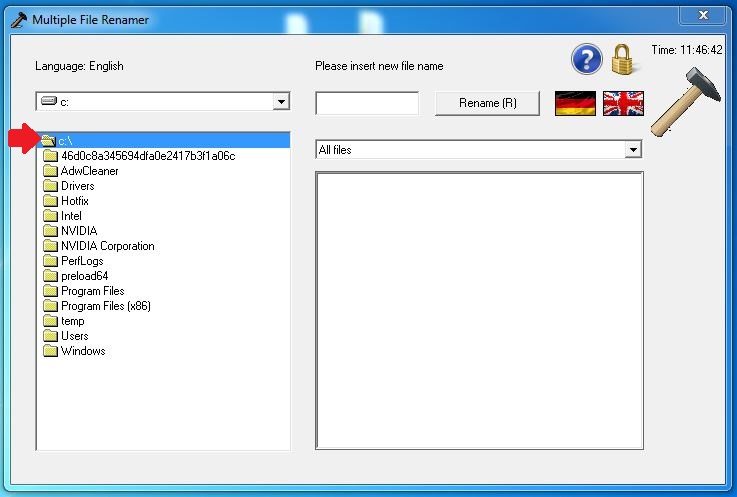 Multiple File Renamer
Time: 11:46:42
Language: English
Please insert new file name
c:
Rename (R)
All files
c:\
46d0c8a345694dfa0e2417b3f1a06c
AdwCleaner
Drivers
Hotfix
Intel
NVIDIA
NVIDIA Corporation
PerfLogs
preload64
Program Files
Program Files (x86)
temp
Users
Windows